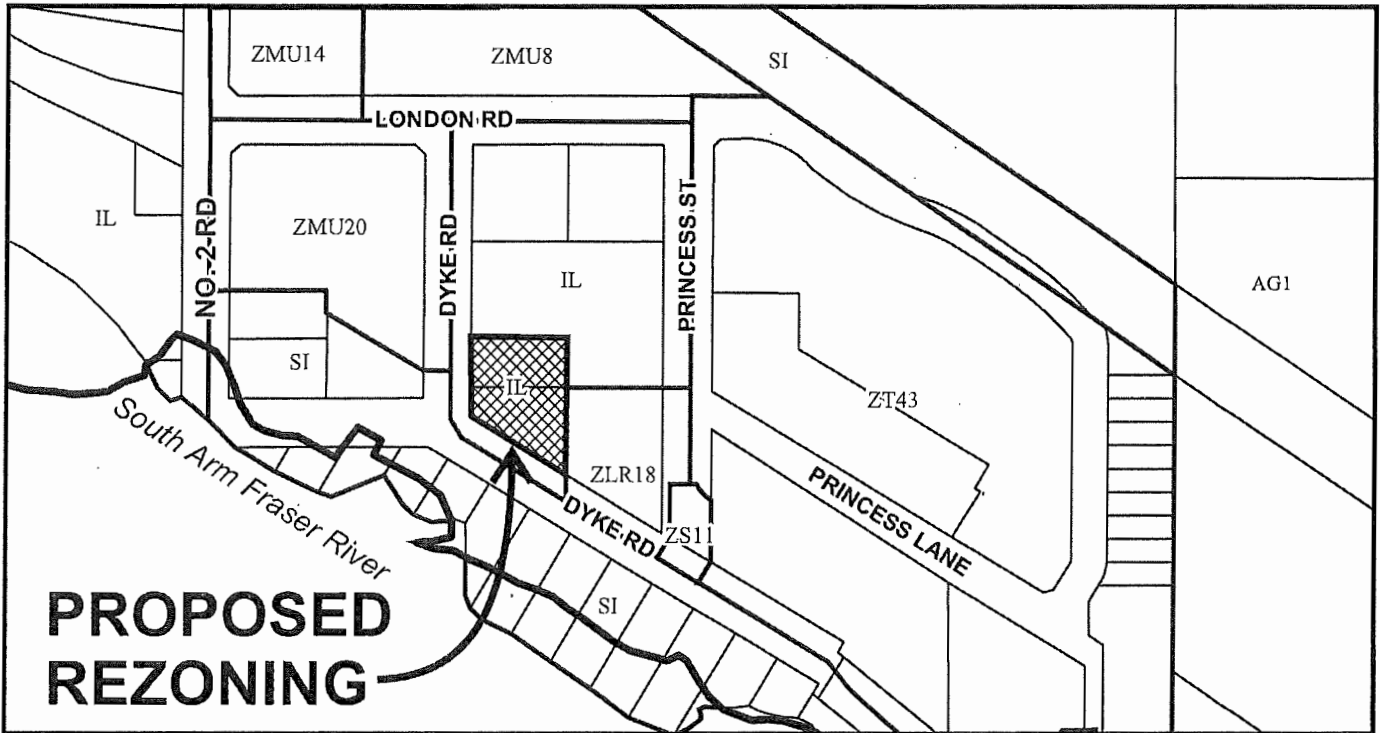 ZMU14
ZMU8
SI
LONDON RD
IL
NO. 2 RD
ZMU20
DYKE RD
IL
PRINCESS ST
AG1
SI
IL
ZT43
South Arm Fraser River
ZLR18
DYKE RD
ZS11
PRINCESS LANE
SI
PROPOSED
REZONING